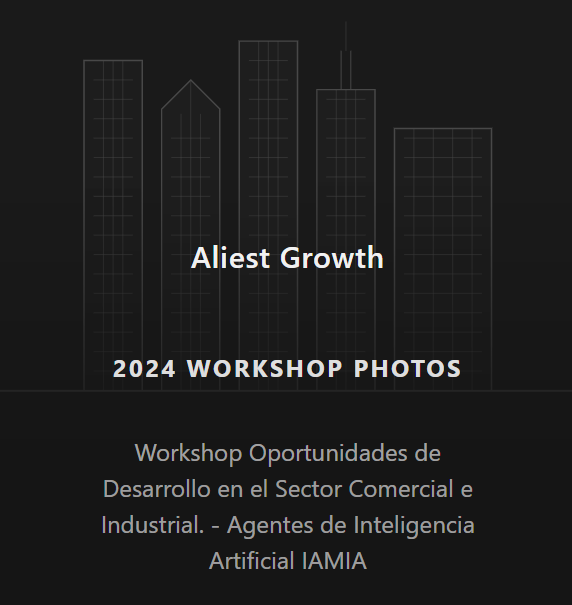 Aliest Growth
2024 WORKSHOP PHOTOS
Workshop Oportunidades de
Desarrollo en el Sector Comercial e
Industrial. - Agentes de Inteligencia
Artificial IAMIA